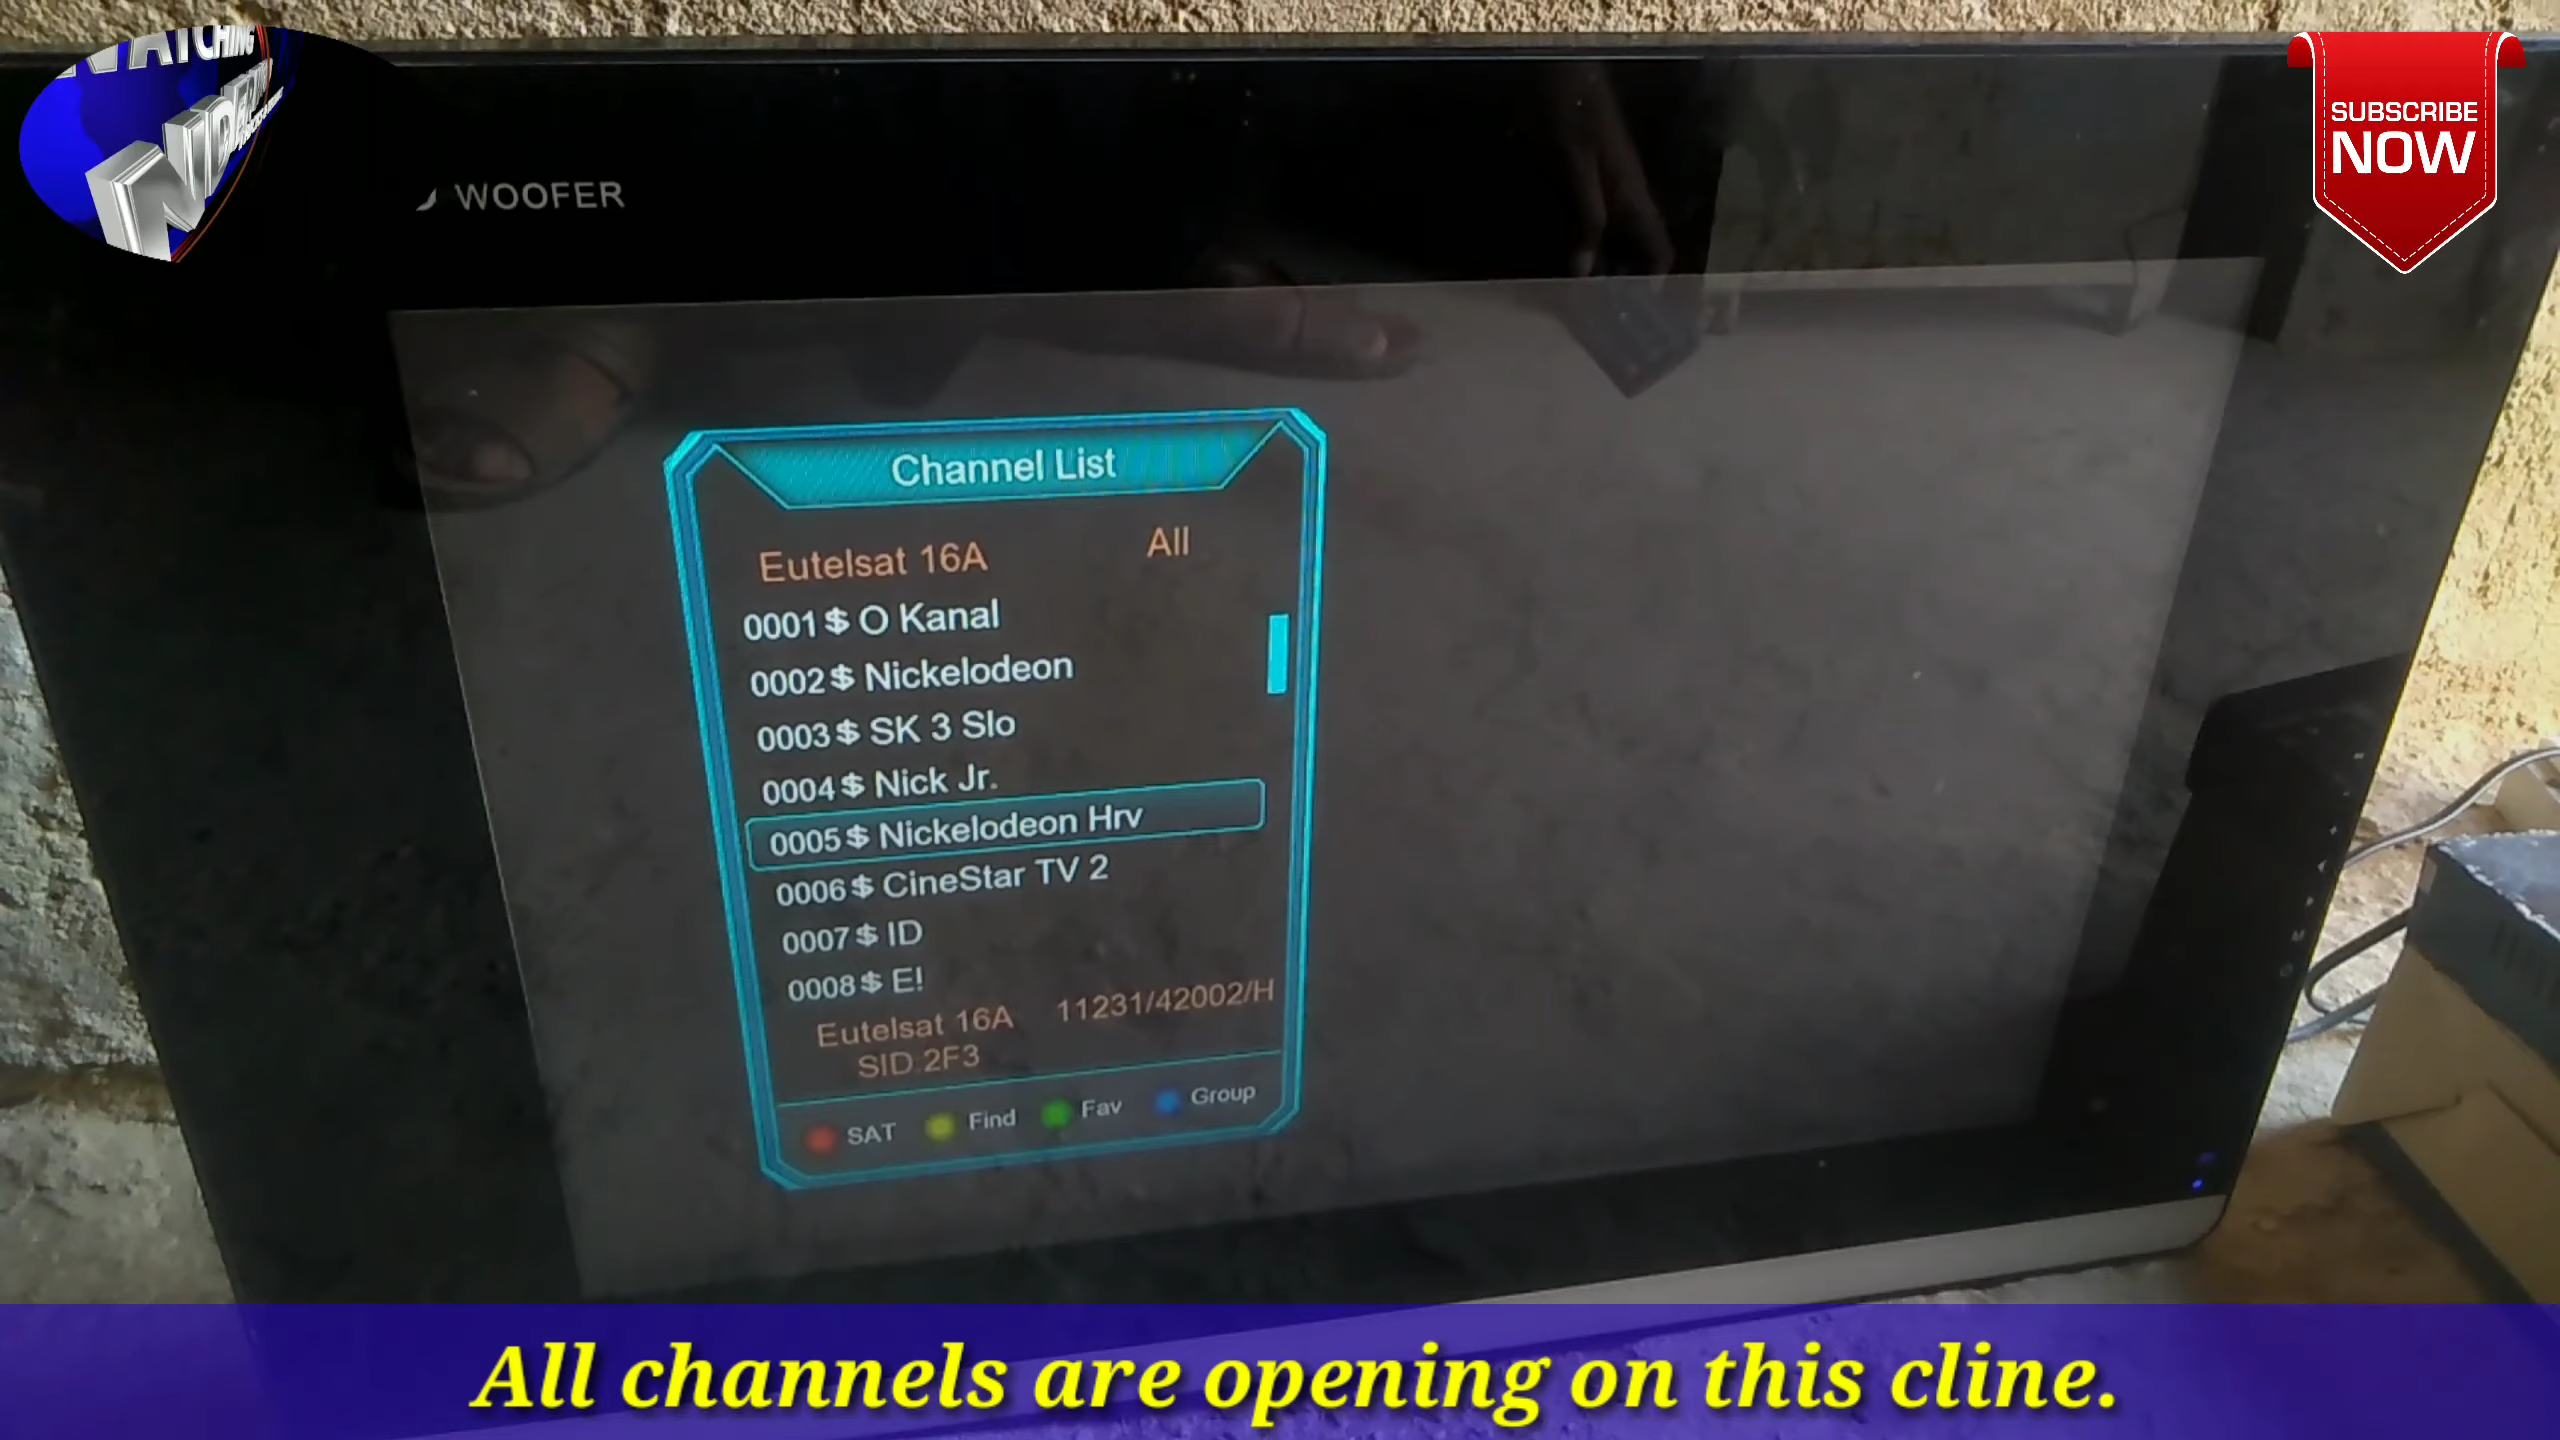 WATCHING
SUBSCRIBE
NOW
WOOFER
Channel List
Eutelsat 16A All
0001 $ O Kanal
0002 $ Nickelodeon
0003 $ SK 3 Slo
0004 $ Nick Jr.
0005 $ Nickelodeon Hrv
0006 $ CineStar TV 2
0007 $ ID
0008 $ E!
Eutelsat 16A 11231/42002/H
SID:2F3
SAT Find Fav Group
All channels are opening on this cline.